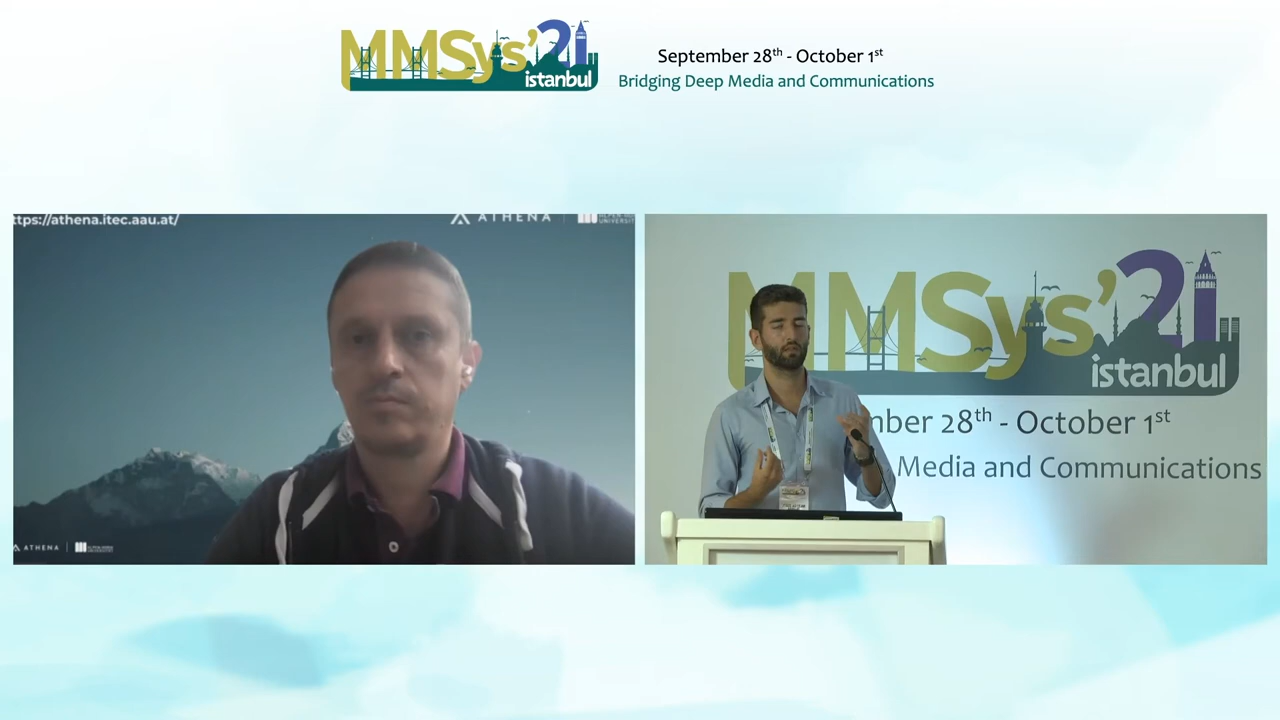 MMSys'21
istanbul
September 28th - October 1st
Bridging Deep Media and Communications
ttps://athena.itec.aau.at/
ATHENA
UNIVERSITÄT
MMSys'21
istanbul
mber 28th - October 1st
Media and Communications
ATHENA